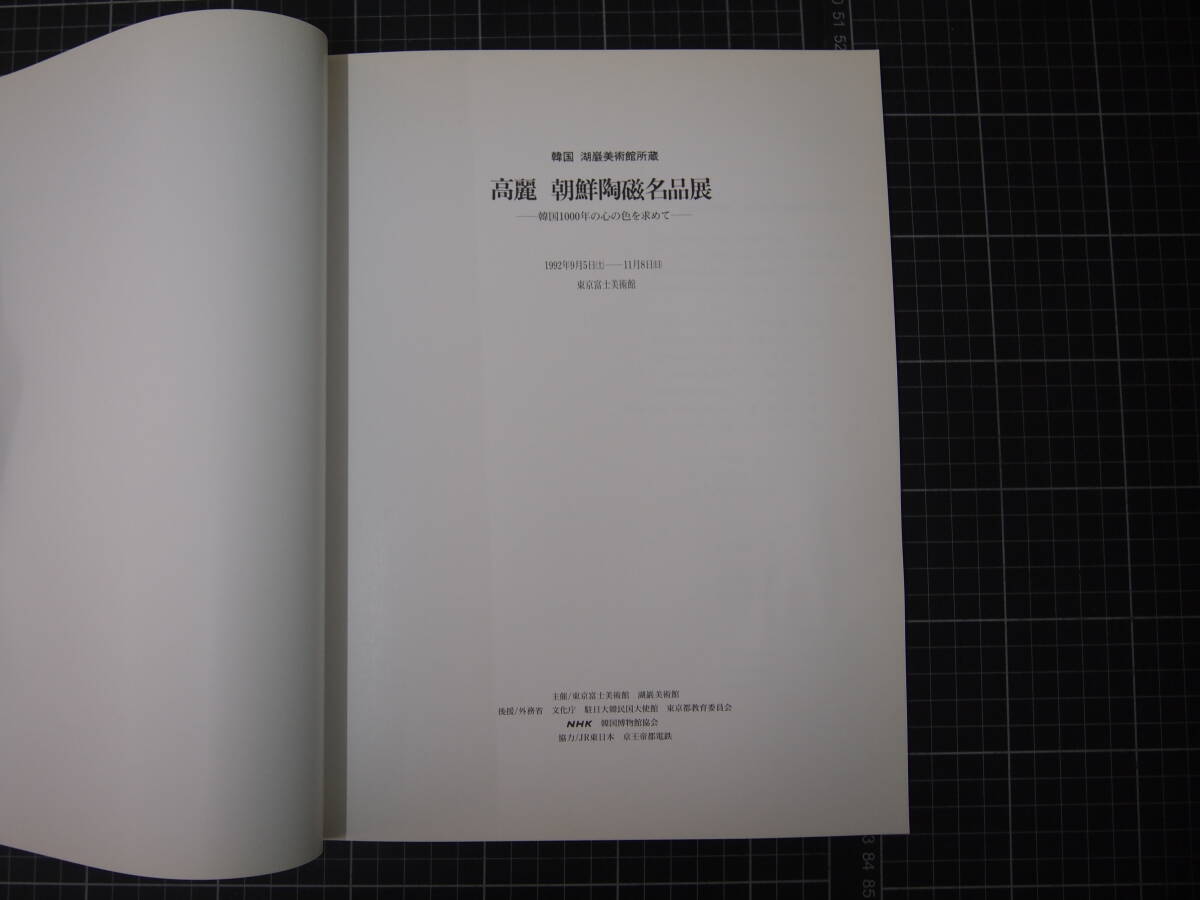 韓国 湖巖美術館所蔵
高麗 朝鮮陶磁名品展
──韓国1000年の心の色を求めて──
1992年9月5日㈯──11月8日㈰
東京富士美術館
主催/東京富士美術館 湖巖美術館
後援/外務省 文化庁 駐日大韓民国大使館 東京都教育委員会
NHK 韓国博物館協会
協力/JR東日本 京王帝都電鉄
51 52
84 85